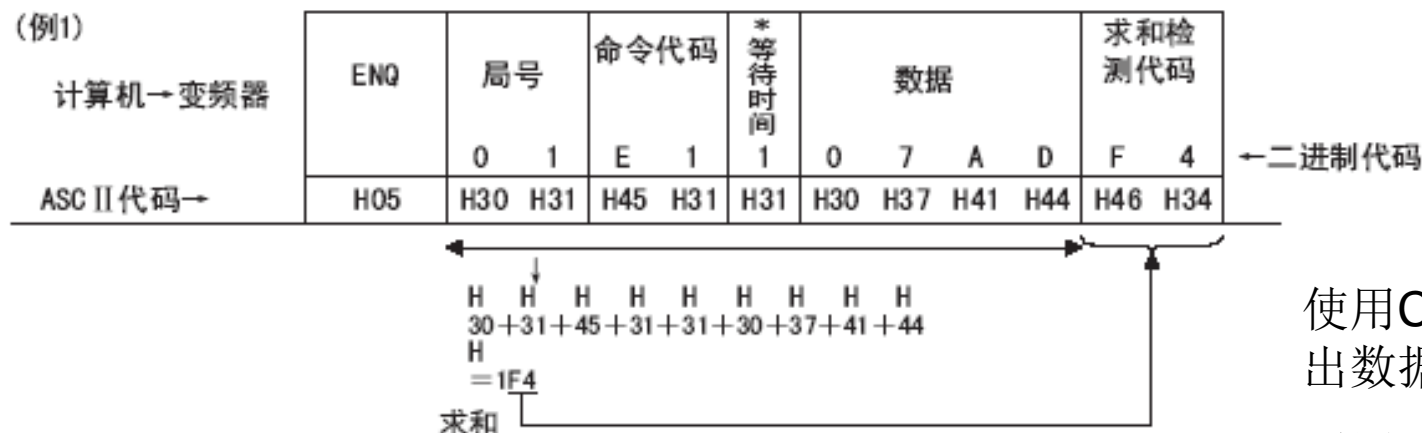 (例1)
计算机→变频器
ENQ
局号
命令代码
*等待时间
数据
求和检
测代码
0 1 E 1 1 0 7 A D F 4 ←二进制代码
ASCⅡ代码→ H05 H30 H31 H45 H31 H31 H30 H37 H41 H44 H46 H34
↓
H H H H H H H H H
30+31+45+31+31+30+37+41+44
H
=1F4
求和
使用
出数据